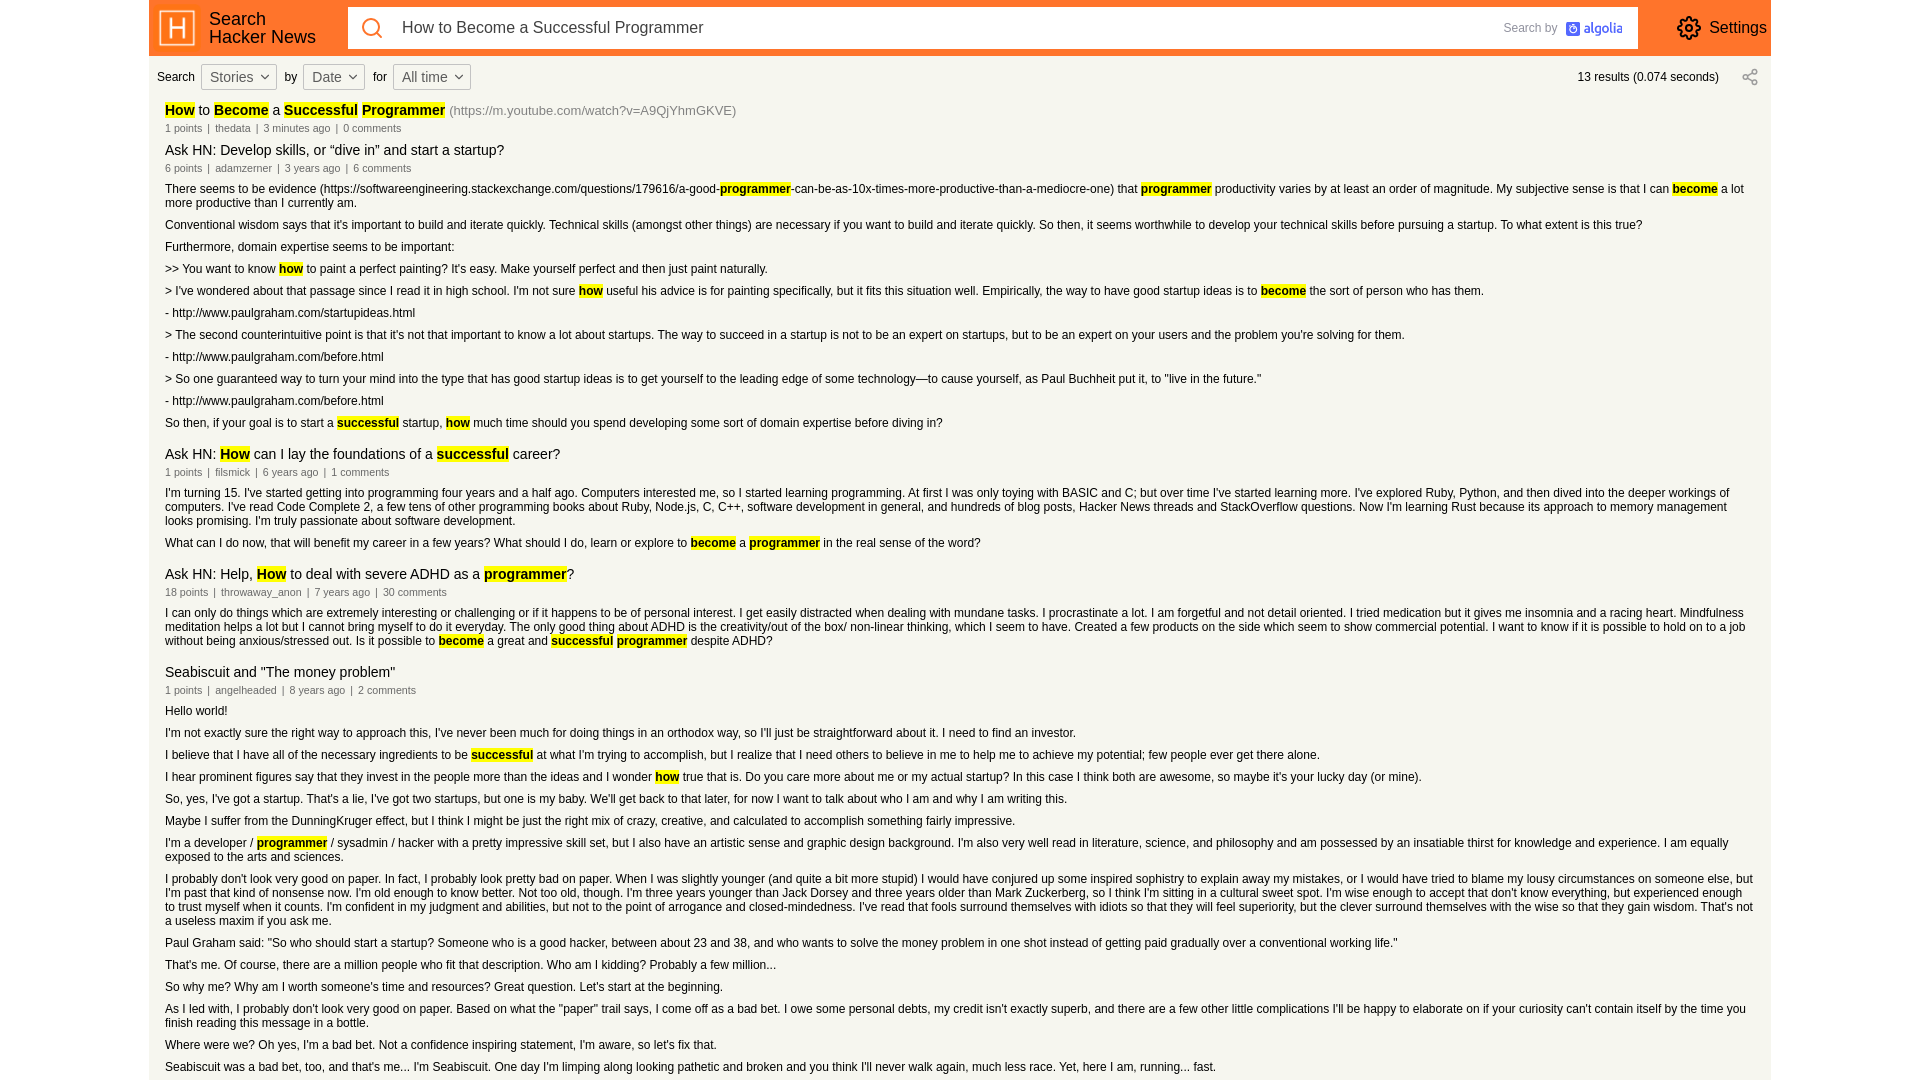 Search
Hacker News
How to Become a Successful Programmer
Search by algolia
Settings
Search Stories by Date for All time
13 results (0.074 seconds)
How to Become a Successful Programmer (https://m.youtube.com/watch?v=A9QjYhmGKVE)
1 points | thedata | 3 minutes ago | 0 comments
Ask HN: Develop skills, or “dive in” and start a startup?
6 points | adamzerner | 3 years ago | 6 comments
There seems to be evidence (https://softwareengineering.stackexchange.com/questions/179616/a-good-programmer-can-be-as-10x-times-more-productive-than-a-mediocre-one) that programmer productivity varies by at least an order of magnitude. My subjective sense is that I can become a lot
more productive than I currently am.
Conventional wisdom says that it's important to build and iterate quickly. Technical skills (amongst other things) are necessary if you want to build and iterate quickly. So then, it seems worthwhile to develop your technical skills before pursuing a startup. To what extent is this true?
Furthermore, domain expertise seems to be important:
>> You want to know how to paint a perfect painting? It's easy. Make yourself perfect and then just paint naturally.
> I've wondered about that passage since I read it in high school. I'm not sure how useful his advice is for painting specifically, but it fits this situation well. Empirically, the way to have good startup ideas is to become the sort of person who has them.
- http://www.paulgraham.com/startupideas.html
> The second counterintuitive point is that it's not that important to know a lot about startups. The way to succeed in a startup is not to be an expert on startups, but to be an expert on your users and the problem you're solving for them.
- http://www.paulgraham.com/before.html
> So one guaranteed way to turn your mind into the type that has good startup ideas is to get yourself to the leading edge of some technology—to cause yourself, as Paul Buchheit put it, to "live in the future."
- http://www.paulgraham.com/before.html
So then, if your goal is to start a successful startup, how much time should you spend developing some sort of domain expertise before diving in?
Ask HN: How can I lay the foundations of a successful career?
1 points | filsmick | 6 years ago | 1 comments
I'm turning 15. I've started getting into programming four years and a half ago. Computers interested me, so I started learning programming. At first I was only toying with BASIC and C; but over time I've started learning more. I've explored Ruby, Python, and then dived into the deeper workings of
computers. I've read Code Complete 2, a few tens of other programming books about Ruby, Node.js, C, C++, software development in general, and hundreds of blog posts, Hacker News threads and StackOverflow questions. Now I'm learning Rust because its approach to memory management
looks promising. I'm truly passionate about software development.
What can I do now, that will benefit my career in a few years? What should I do, learn or explore to become a programmer in the real sense of the word?
Ask HN: Help, How to deal with severe ADHD as a programmer?
18 points | throwaway_anon | 7 years ago | 30 comments
I can only do things which are extremely interesting or challenging or if it happens to be of personal interest. I get easily distracted when dealing with mundane tasks. I procrastinate a lot. I am forgetful and not detail oriented. I tried medication but it gives me insomnia and a racing heart. Mindfulness
meditation helps a lot but I cannot bring myself to do it everyday. The only good thing about ADHD is the creativity/out of the box/ non-linear thinking, which I seem to have. Created a few products on the side which seem to show commercial potential. I want to know if it is possible to hold on to a job
without being anxious/stressed out. Is it possible to become a great and successful programmer despite ADHD?
Seabiscuit and "The money problem"
1 points | angelheaded | 8 years ago | 2 comments
Hello world!
I'm not exactly sure the right way to approach this, I've never been much for doing things in an orthodox way, so I'll just be straightforward about it. I need to find an investor.
I believe that I have all of the necessary ingredients to be successful at what I'm trying to accomplish, but I realize that I need others to believe in me to help me to achieve my potential; few people ever get there alone.
I hear prominent figures say that they invest in the people more than the ideas and I wonder how true that is. Do you care more about me or my actual startup? In this case I think both are awesome, so maybe it's your lucky day (or mine).
So, yes, I've got a startup. That's a lie, I've got two startups, but one is my baby. We'll get back to that later, for now I want to talk about who I am and why I am writing this.
Maybe I suffer from the DunningKruger effect, but I think I might be just the right mix of crazy, creative, and calculated to accomplish something fairly impressive.
I'm a developer / programmer / sysadmin / hacker with a pretty impressive skill set, but I also have an artistic sense and graphic design background. I'm also very well read in literature, science, and philosophy and am possessed by an insatiable thirst for knowledge and experience. I am equally
exposed to the arts and sciences.
I probably don't look very good on paper. In fact, I probably look pretty bad on paper. When I was slightly younger (and quite a bit more stupid) I would have conjured up some inspired sophistry to explain away my mistakes, or I would have tried to blame my lousy circumstances on someone else, but
I'm past that kind of nonsense now. I'm old enough to know better. Not too old, though. I'm three years younger than Jack Dorsey and three years older than Mark Zuckerberg, so I think I'm sitting in a cultural sweet spot. I'm wise enough to accept that don't know everything, but experienced enough
to trust myself when it counts. I'm confident in my judgment and abilities, but not to the point of arrogance and closed-mindedness. I've read that fools surround themselves with idiots so that they will feel superiority, but the clever surround themselves with the wise so that they gain wisdom. That's not
a useless maxim if you ask me.
Paul Graham said: "So who should start a startup? Someone who is a good hacker, between about 23 and 38, and who wants to solve the money problem in one shot instead of getting paid gradually over a conventional working life."
That's me. Of course, there are a million people who fit that description. Who am I kidding? Probably a few million...
So why me? Why am I worth someone's time and resources? Great question. Let's start at the beginning.
As I led with, I probably don't look very good on paper. Based on what the "paper" trail says, I come off as a bad bet. I owe some personal debts, my credit isn't exactly superb, and there are a few other little complications I'll be happy to elaborate on if your curiosity can't contain itself by the time you
finish reading this message in a bottle.
Where were we? Oh yes, I'm a bad bet. Not a confidence inspiring statement, I'm aware, so let's fix that.
Seabiscuit was a bad bet, too, and that's me... I'm Seabiscuit. One day I'm limping along looking pathetic and broken and you think I'll never walk again, much less race. Yet, here I am, running... fast.